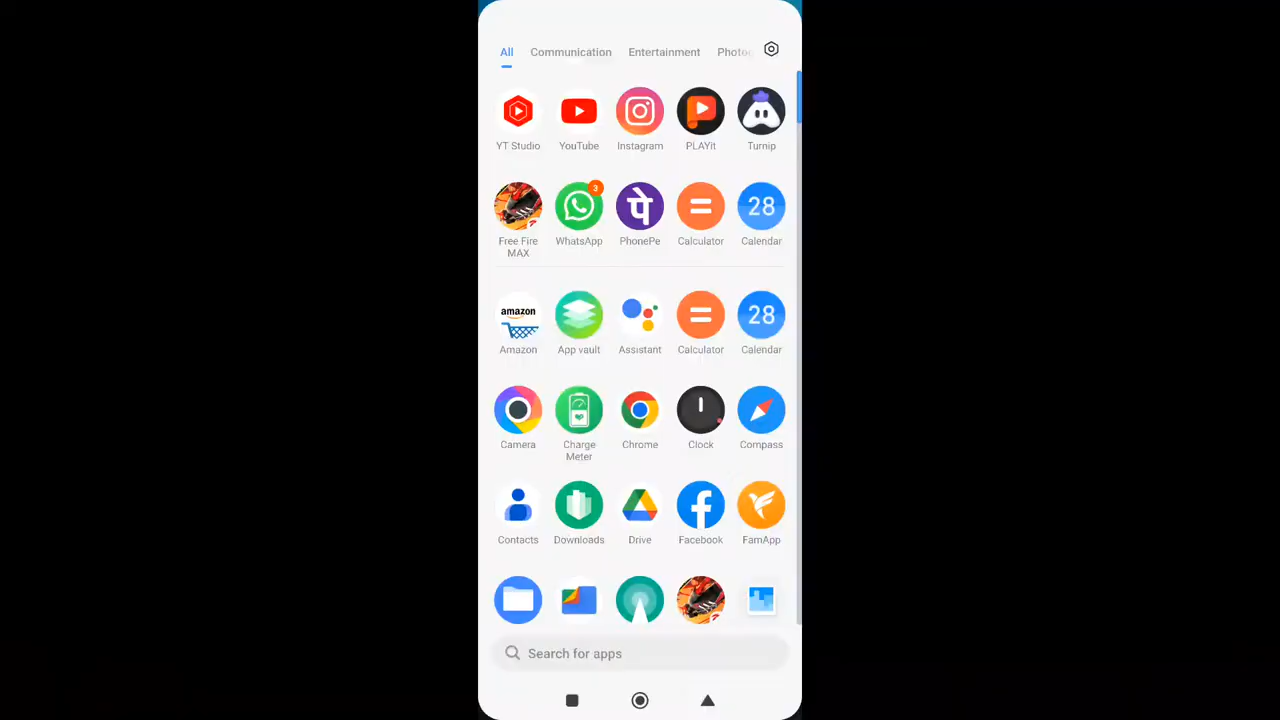 All Communication Entertainment Photo
YT Studio YouTube Instagram PLAYit Turnip
3
पे
28
Free Fire MAX WhatsApp PhonePe Calculator Calendar
amazon
28
Amazon App vault Assistant Calculator Calendar
Camera Charge Meter Chrome Clock Compass
Contacts Downloads Drive Facebook FamApp
Search for apps